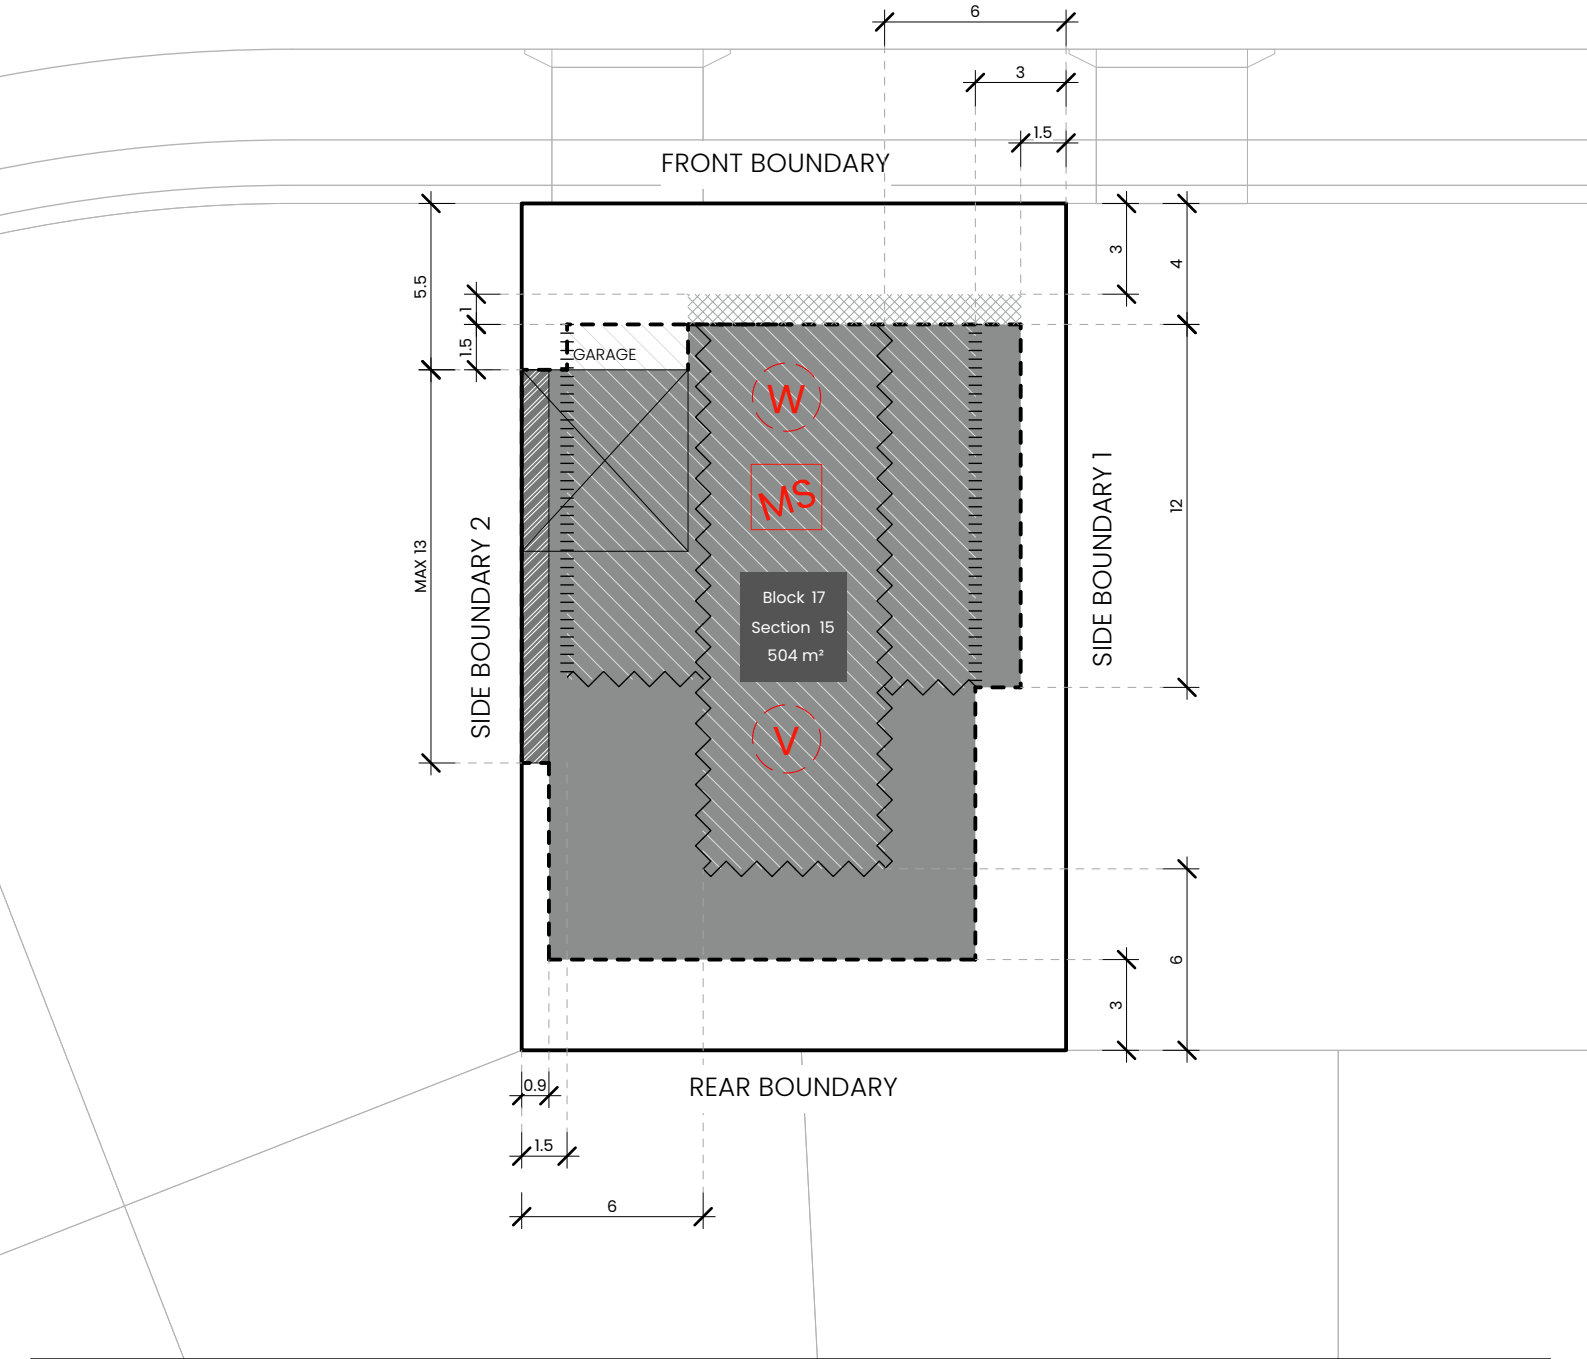 6
3
1.5
FRONT BOUNDARY
5.5
1
1.5
3
4
GARAGE
W
MS
12
MAX 13
SIDE BOUNDARY 2
SIDE BOUNDARY 1
Block 17
Section 15
504 m²
V
6
3
0.9
REAR BOUNDARY
1.5
6